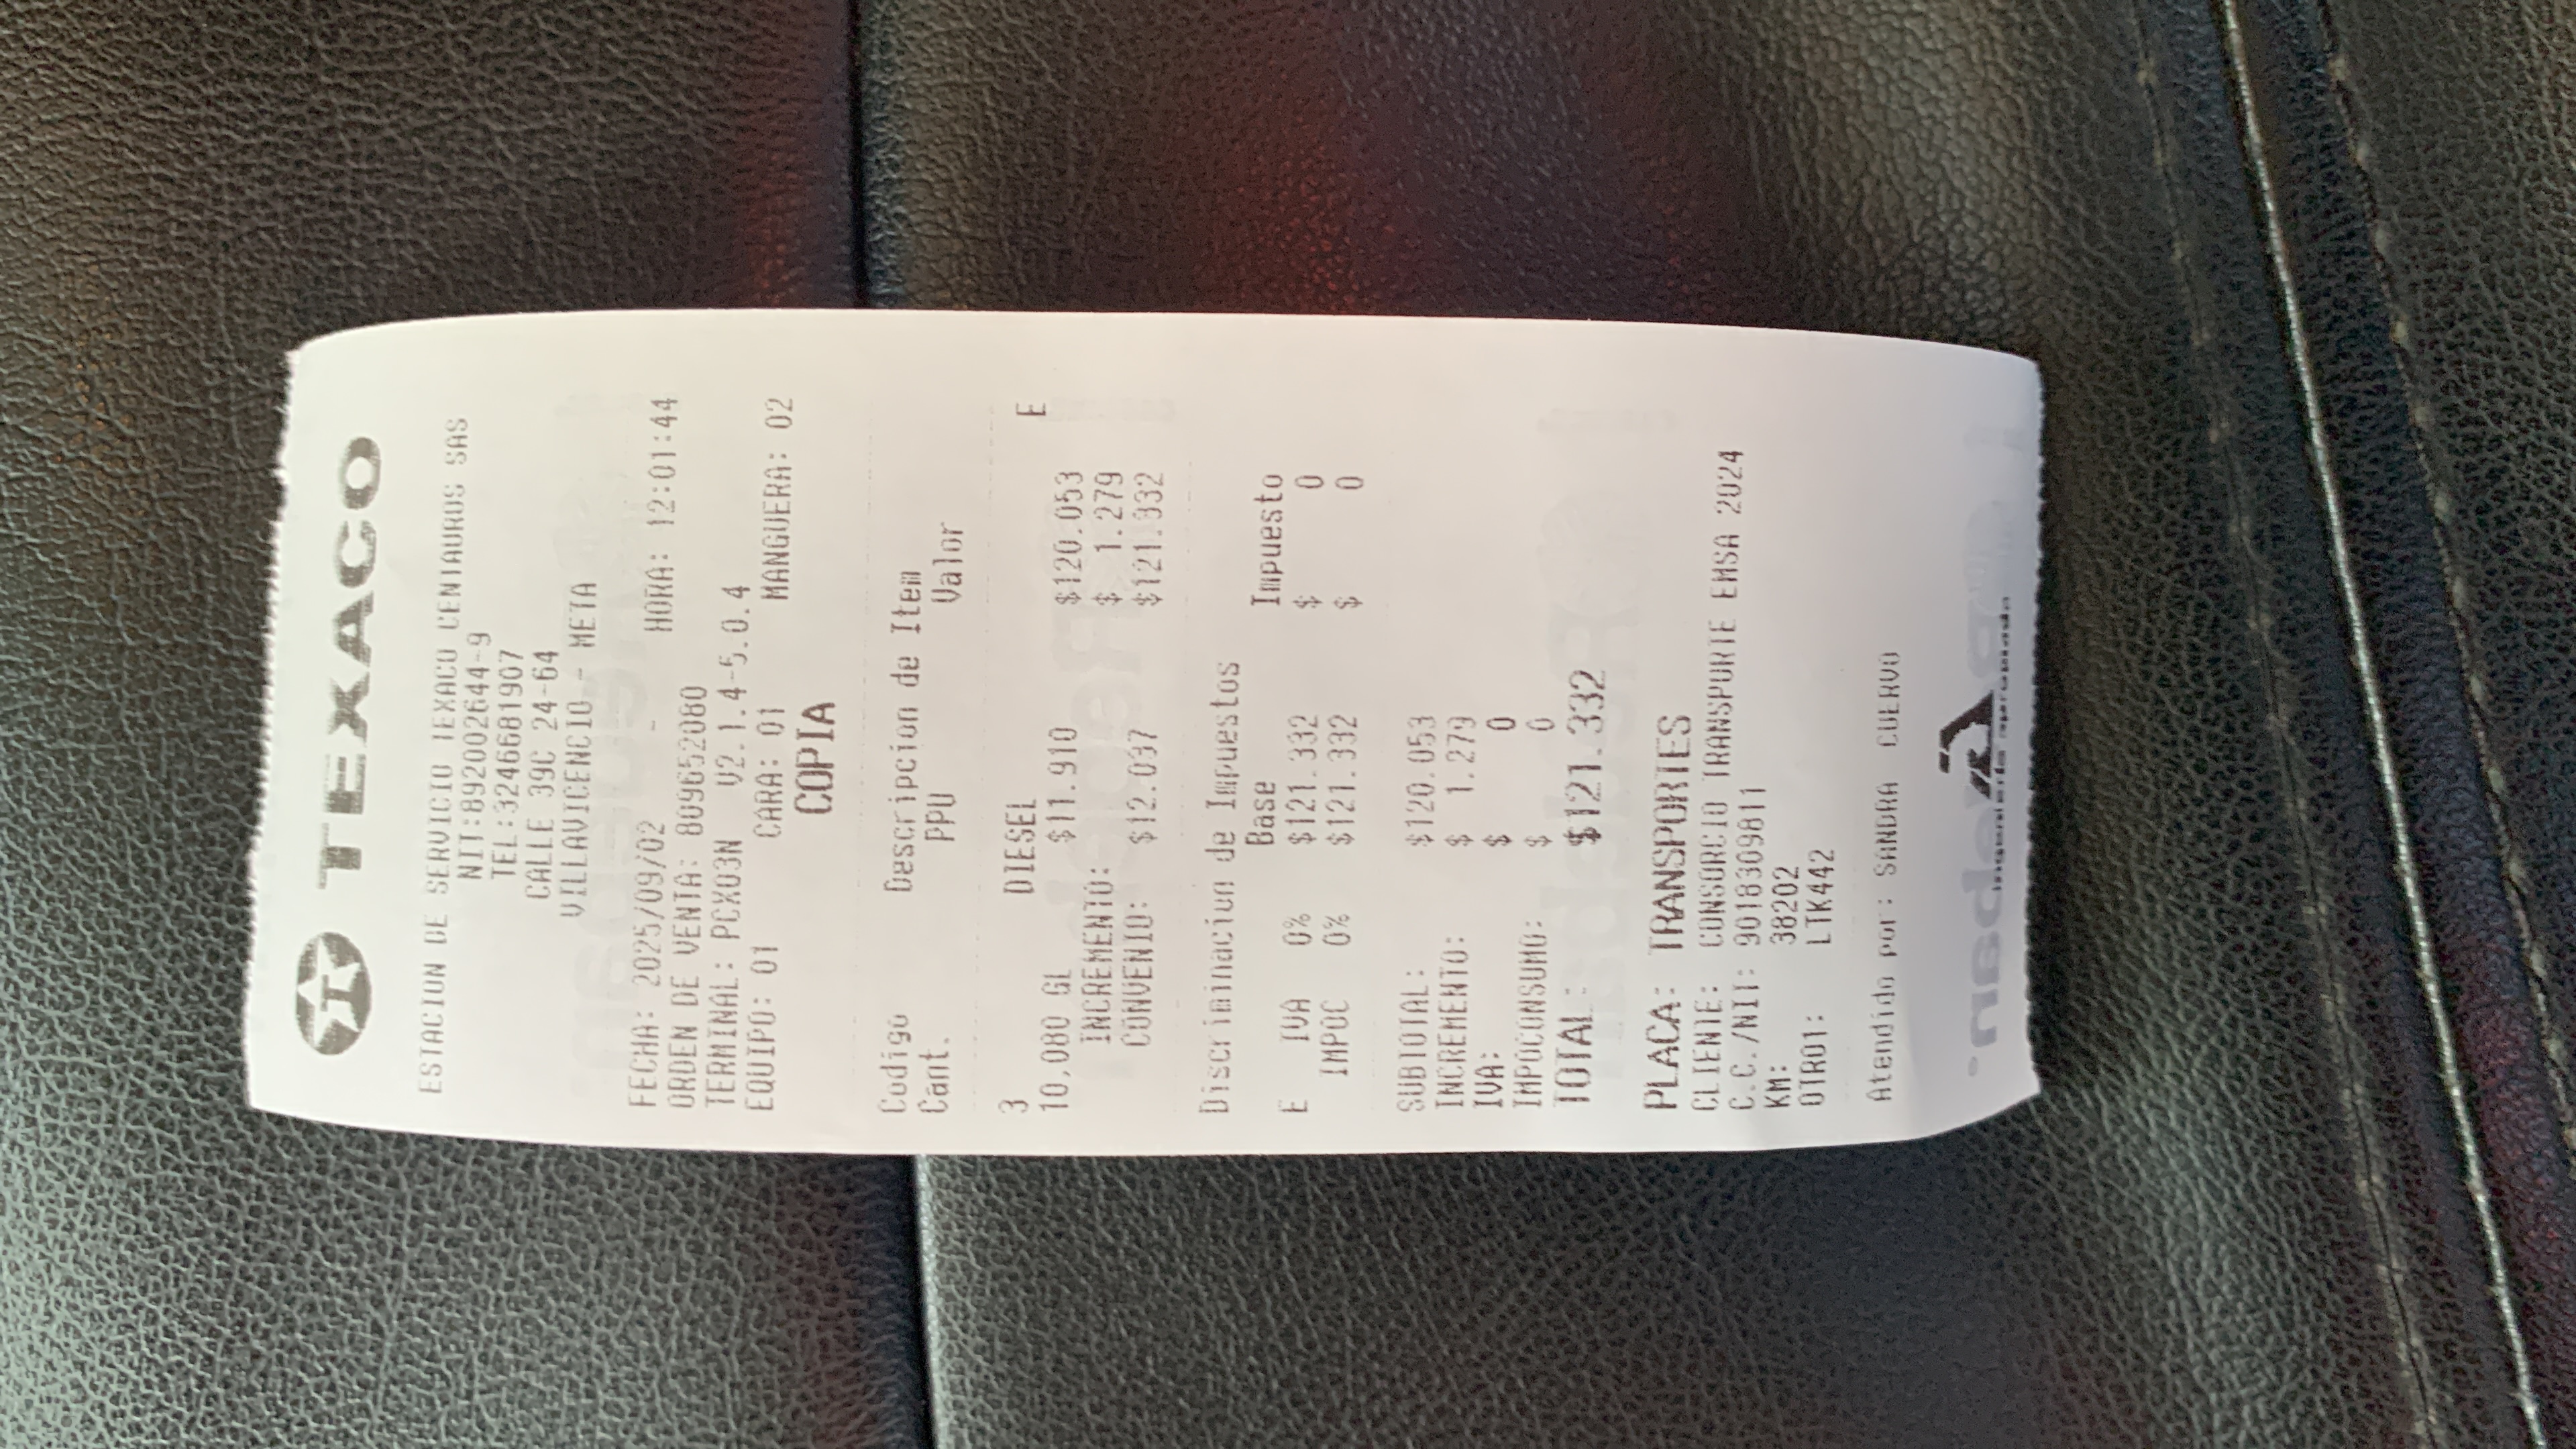 TEXACO
ESTACION DE SERVICIO TEXACO CENTAUROS SAS
NIT:892002644-9
TEL:3246681907
CALLE 39C 24-64
VILLAVICENCIO - META
-
FECHA: 2025/09/02 HORA: 12:01:44
ORDEN DE VENTA: 809652080
TERMINAL: PCX03N V2.1.4-5.0.4
EQUIPO: 01 CARA: 01 MANGUERA: 02
COPIA
Codigo Descripcion de Item
Cant. PPU Valor
3 DIESEL E
10,080 GL $11.910 $120.053
INCREMENTO: $ 1.279
CONVENIO: $12.037 $121.332
Discriminacion de Impuestos
Base Impuesto
E IVA 0% $121.332 $ 0
IMPOC 0% $121.332 $ 0
SUBTOTAL: $120.053
INCREMENTO: $ 1.279
IVA: $ 0
IMPOCONSUMO: $ 0
TOTAL: $121.332
PLACA: TRANSPORTES
CLIENTE: CONSORCIO TRANSPORTE EMSA 2024
C.C./NIT: 9018309811
KM: 38202
OTRO1: LTK442
Atendido por: SANDRA CUERVO